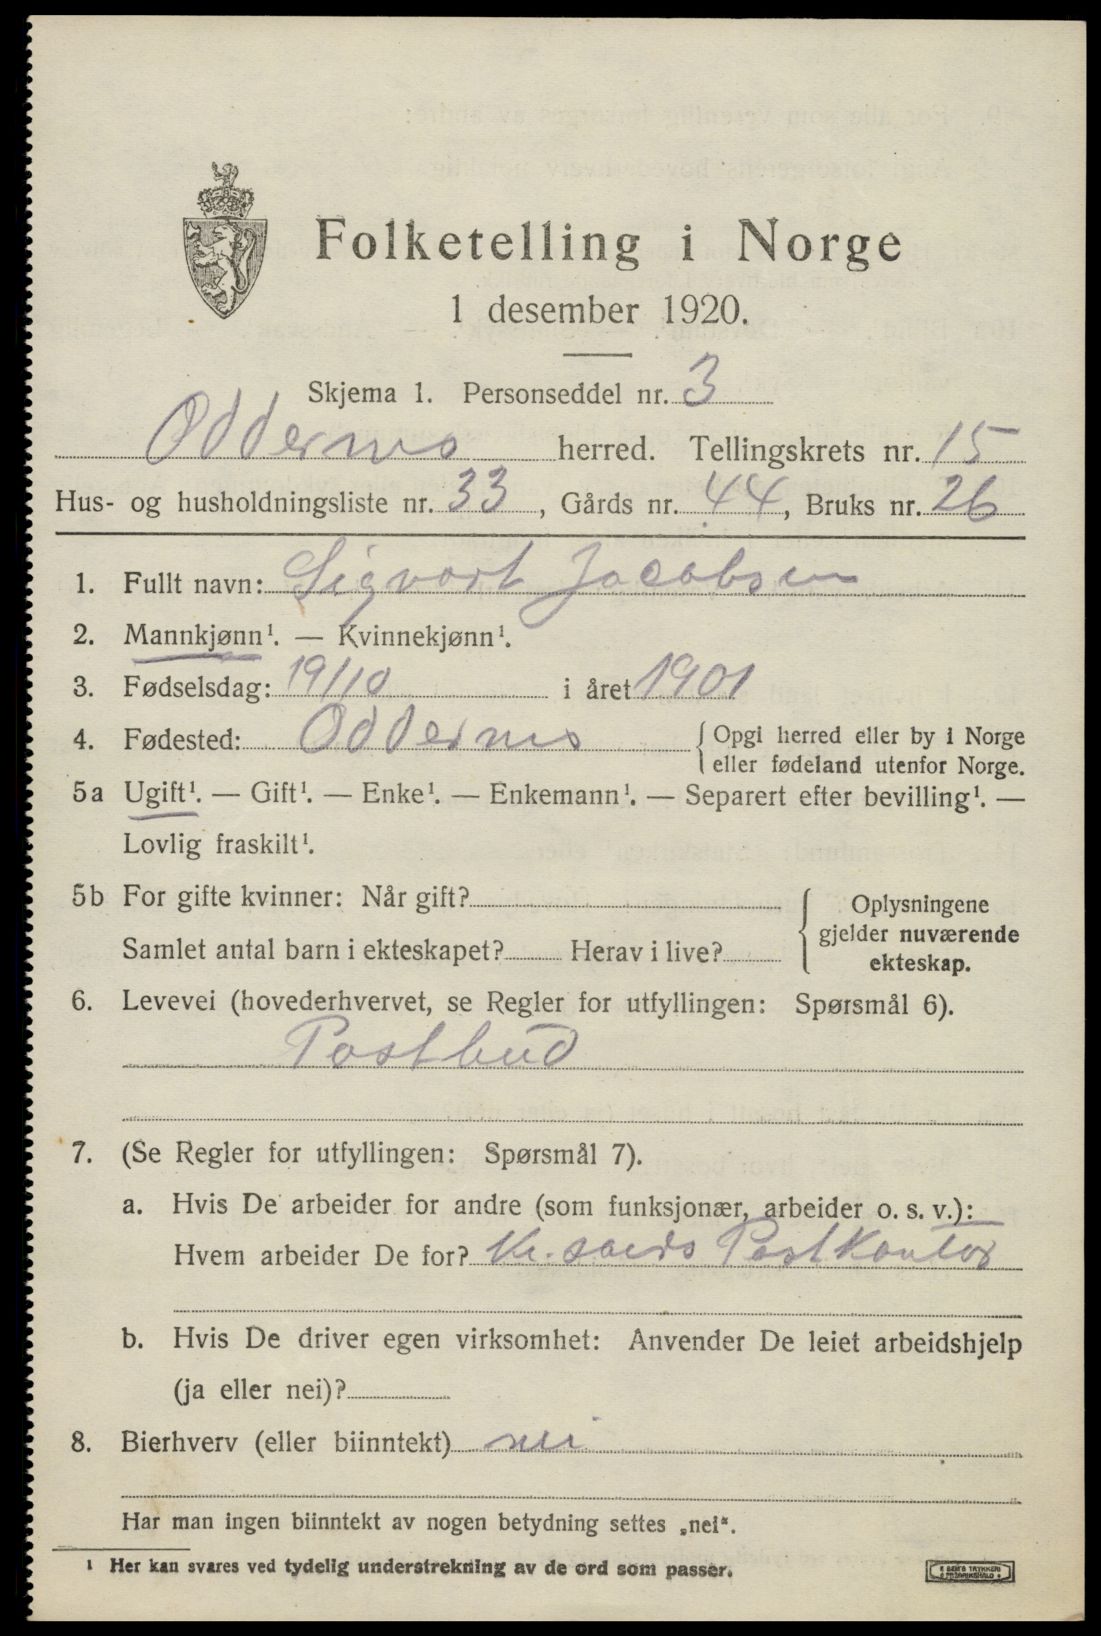 Folketelling i Norge
1 desember 1920.
Skjema 1. Personseddel nr. 3
Oddernes herred. Tellingskrets nr. 15
Hus- og husholdningsliste nr. 33, Gårds nr. 44, Bruks nr. 26
1. Fullt navn: Sigvart Jacobsen
2. Mannkjønn¹. — Kvinnekjønn¹.
3. Fødselsdag: 19/10 i året 1901
4. Fødested: Oddernes { Opgi herred eller by i Norge
eller fødeland utenfor Norge.
5a Ugift¹. — Gift¹. — Enke¹. — Enkemann¹. — Separert efter bevilling¹. —
Lovlig fraskilt¹.
5b For gifte kvinner: Når gift?
Samlet antal barn i ekteskapet? Herav i live?
{ Oplysningene
gjelder nuværende
ekteskap.
6. Levevei (hovederhvervet, se Regler for utfyllingen: Spørsmål 6).
Postbud
7. (Se Regler for utfyllingen: Spørsmål 7).
a. Hvis De arbeider for andre (som funksjonær, arbeider o. s. v.):
Hvem arbeider De for? Kr. sands Postkontor
b. Hvis De driver egen virksomhet: Anvender De leiet arbeidshjelp
(ja eller nei)?
8. Bierhverv (eller biinntekt) nei
Har man ingen biinntekt av nogen betydning settes „nei“.
¹ Her kan svares ved tydelig understrekning av de ord som passer.